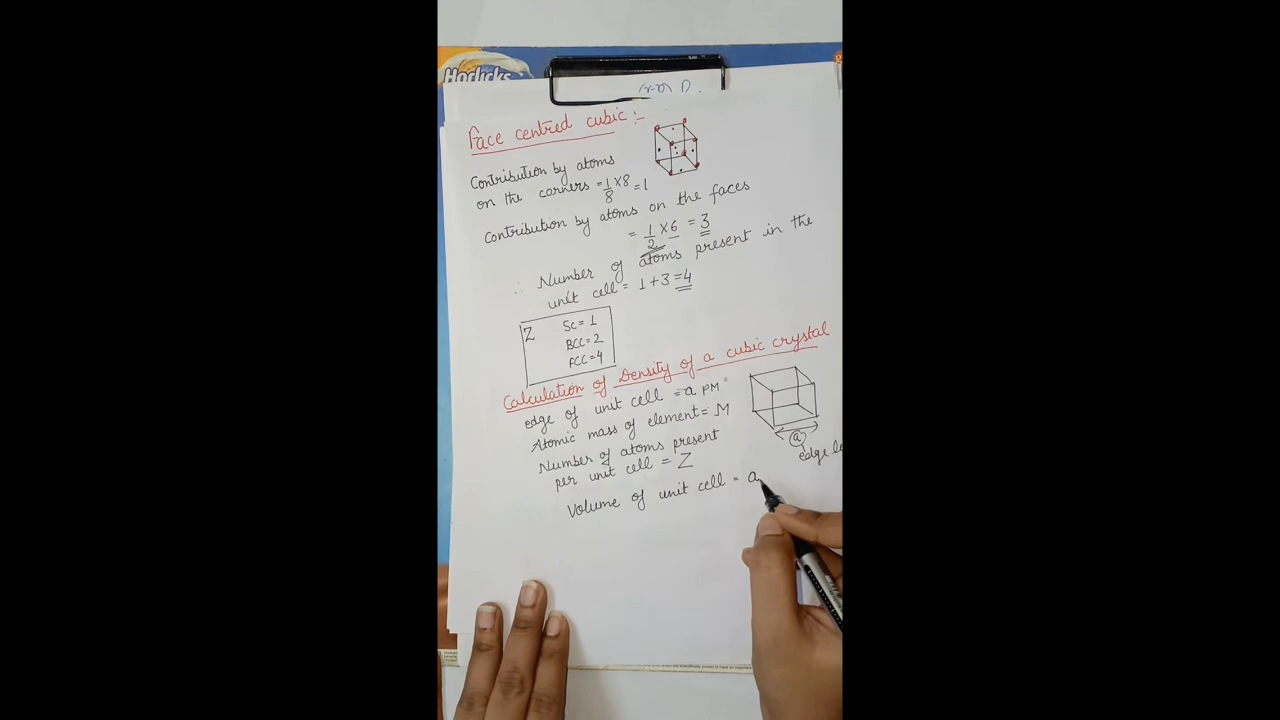 Horlicks
Face centred cubic :-
Contribution by atoms
on the corners = 1/8 × 8 = 1
Contribution by atoms on the faces
= 1/2 × 6 = 3
∴ Number of atoms present in the
unit cell = 1 + 3 = 4
Z SC = 1
BCC = 2
FCC = 4
Calculation of Density of a cubic crystal
edge of unit cell = a PM
Atomic mass of element = M
Number of atoms present
per unit cell = Z
a
edge le
Volume of unit cell = a